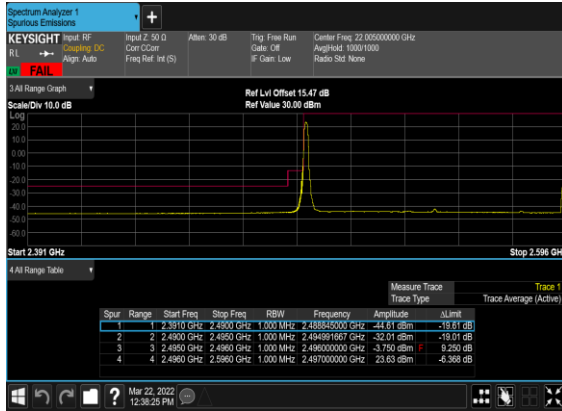 Spectrum Analyzer 1
Spurious Emissions
+
KEYSIGHT Input: RF Input Z: 50 Ω Atten: 30 dB Trig: Free Run Center Freq: 22.005000000 GHz
RL Coupling: DC Corr CCorr Gate: Off Avg|Hold: 1000/1000
Align: Auto Freq Ref: Int (S) IF Gain: Low Radio Std: None
LV FAIL
3 All Range Graph Ref Lvl Offset 15.47 dB
Scale/Div 10.0 dB Ref Value 30.00 dBm
Log
20.0
10.0
0.00
-10.0
-20.0
-30.0
-40.0
-50.0
-60.0
Start 2.391 GHz Stop 2.596 GH
4 All Range Table
Measure Trace Trace 1
Trace Type Trace Average (Active)
Spur Range Start Freq Stop Freq RBW Frequency Amplitude ΔLimit
1 1 2.3910 GHz 2.4900 GHz 1.000 MHz 2.488845000 GHz -44.61 dBm -19.61 dB
2 2 2.4900 GHz 2.4950 GHz 1.000 MHz 2.494991667 GHz -32.01 dBm -19.01 dB
3 3 2.4950 GHz 2.4960 GHz 1.000 MHz 2.496000000 GHz -3.750 dBm F 9.250 dB
4 4 2.4960 GHz 2.5960 GHz 1.000 MHz 2.497000000 GHz 23.63 dBm -6.368 dB
? Mar 22, 2022
12:38:25 PM